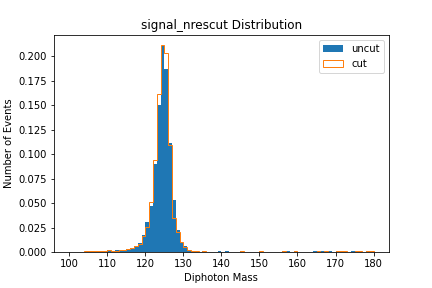 signal_nrescut Distribution
uncut
cut
Number of Events
0.200
0.175
0.150
0.125
0.100
0.075
0.050
0.025
0.000
100 110 120 130 140 150 160 170 180
Diphoton Mass